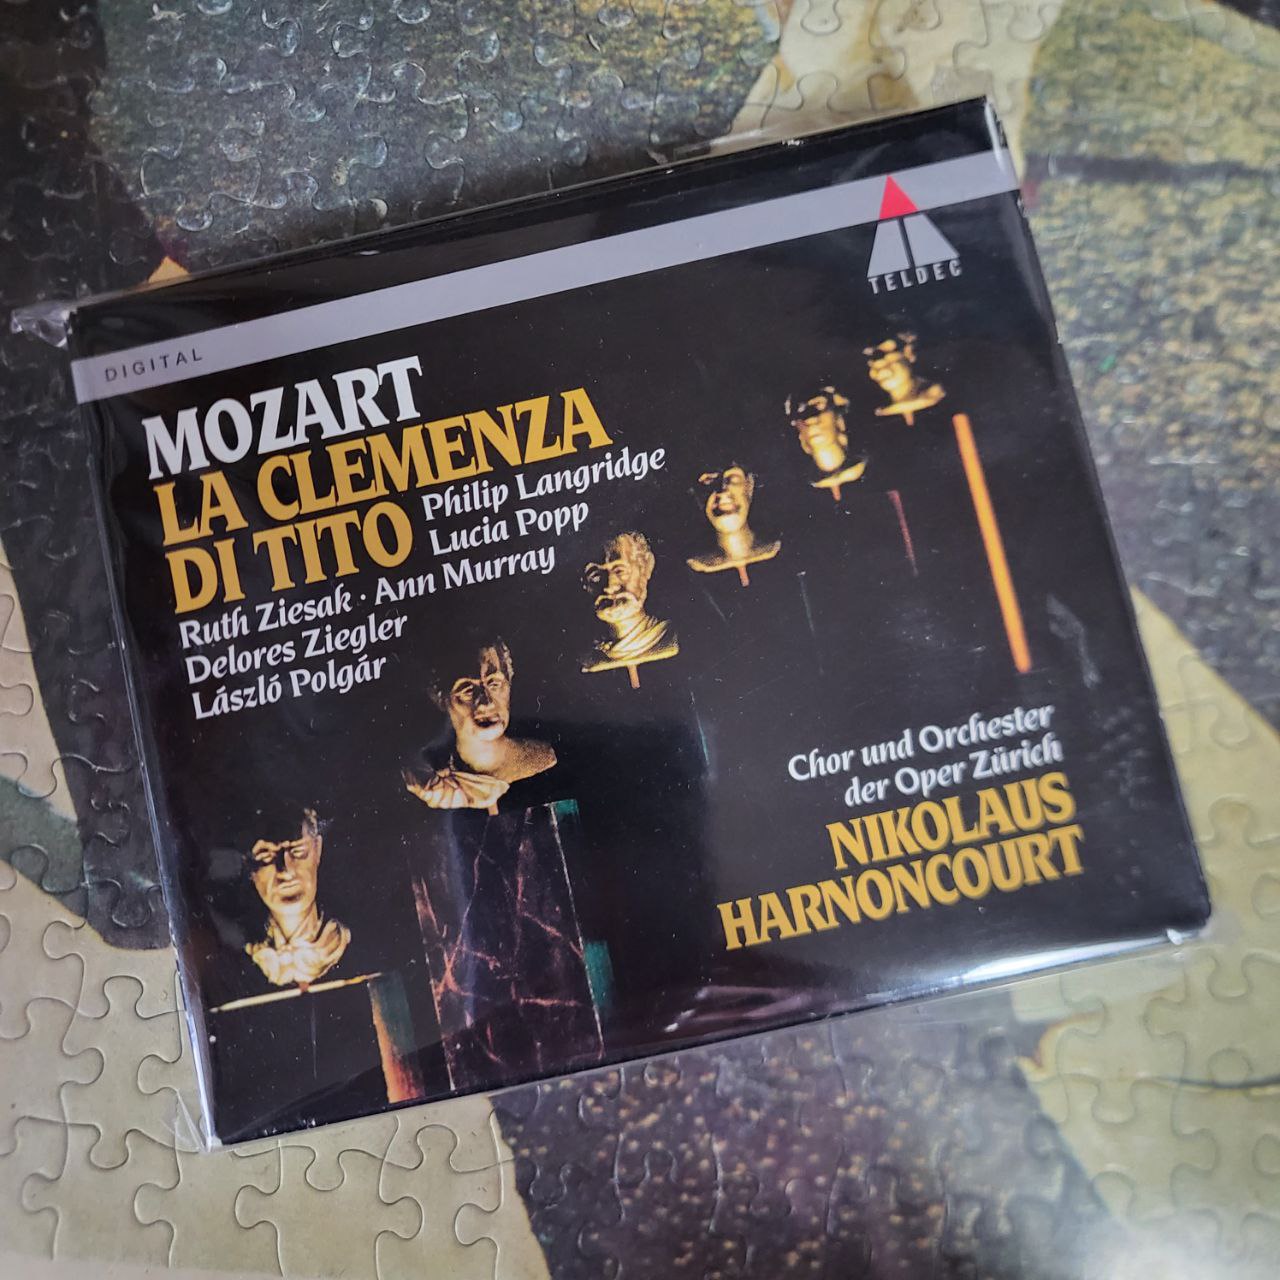 DIGITAL
TELDEC
MOZART
LA CLEMENZA
DI TITO
Philip Langridge
Lucia Popp
Ruth Ziesak · Ann Murray
Delores Ziegler
László Polgár
Chor und Orchester
der Oper Zürich
NIKOLAUS
HARNONCOURT